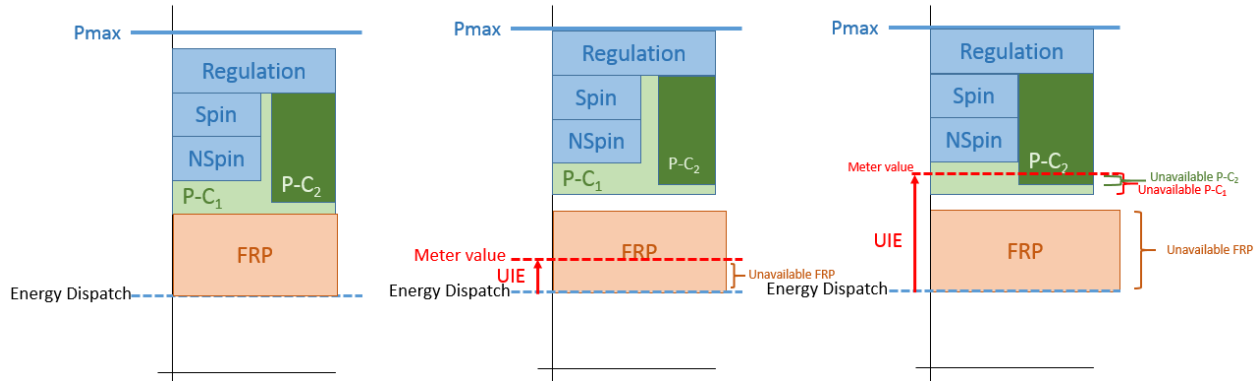 Pmax
Regulation
Spin
NSpin
P-C₁
P-C₂
FRP
Energy Dispatch
Pmax
Regulation
Spin
NSpin
P-C₁
P-C₂
FRP
Meter value
UIE
Unavailable FRP
Energy Dispatch
Pmax
Regulation
Spin
NSpin
P-C₂
Meter value
Unavailable P-C₂
Unavailable P-C₁
UIE
FRP
Unavailable FRP
Energy Dispatch